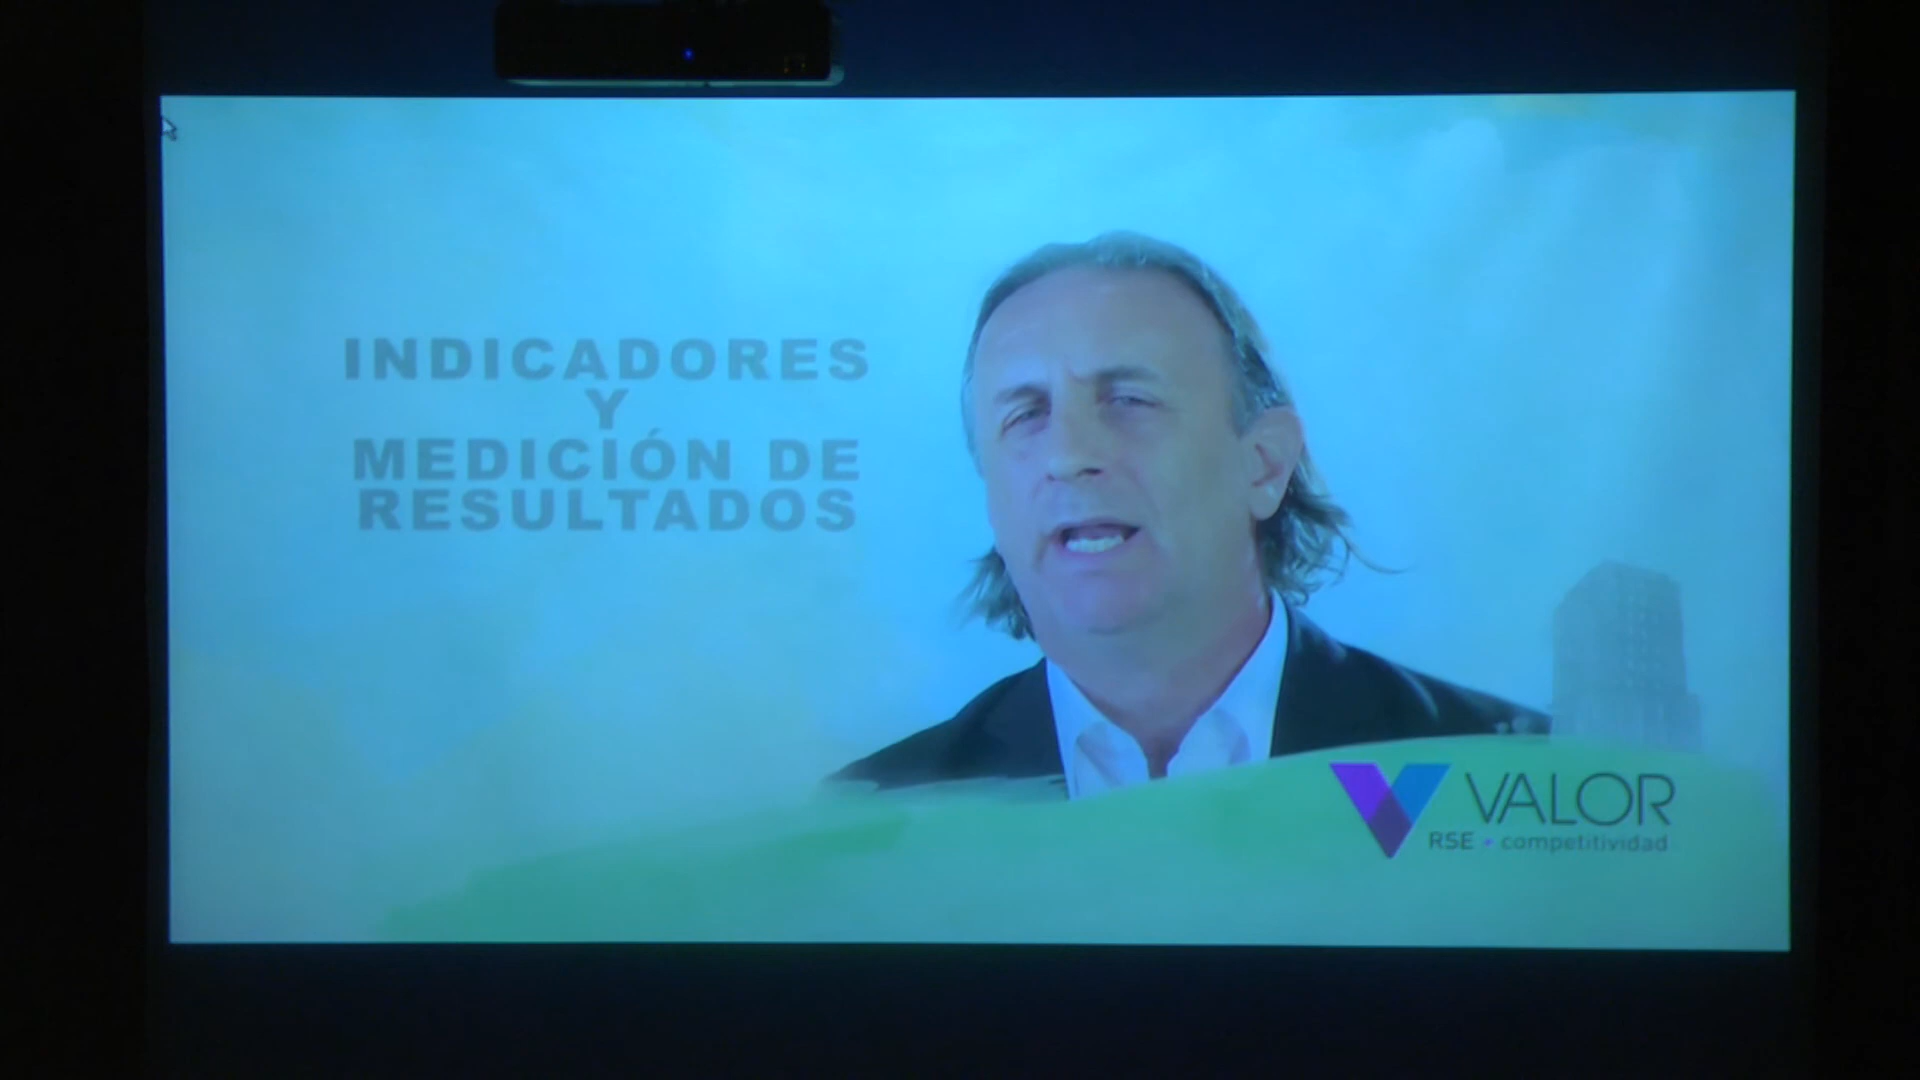 INDICADORES
Y
MEDICIÓN DE
RESULTADOS
VALOR
RSE + competitividad